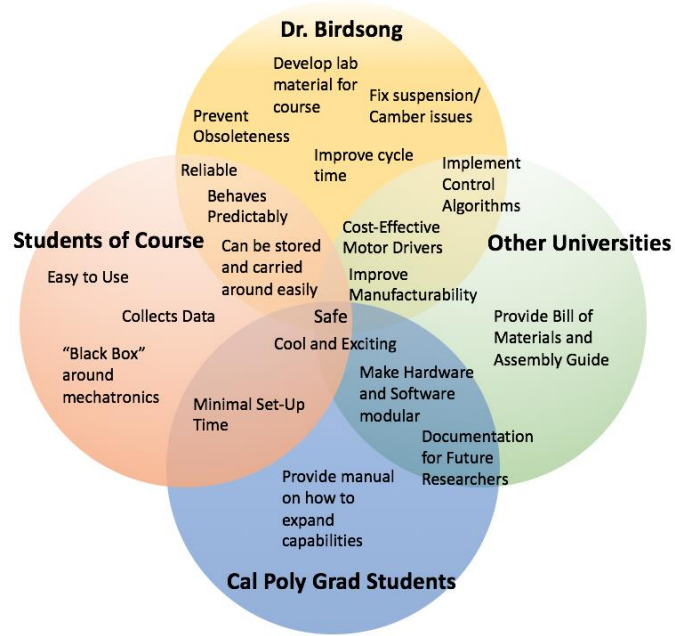 Dr. Birdsong
Develop lab
material for
course
Fix suspension/
Camber issues
Prevent
Obsoleteness
Improve cycle
time
Reliable
Implement
Control
Algorithms
Behaves
Predictably
Cost-Effective
Motor Drivers
Students of Course
Other Universities
Can be stored
and carried
around easily
Easy to Use
Improve
Manufacturability
Collects Data
Safe
Provide Bill of
Materials and
Assembly Guide
Cool and Exciting
“Black Box”
around
mechatronics
Make Hardware
and Software
modular
Minimal Set-Up
Time
Documentation
for Future
Researchers
Provide manual
on how to
expand
capabilities
Cal Poly Grad Students